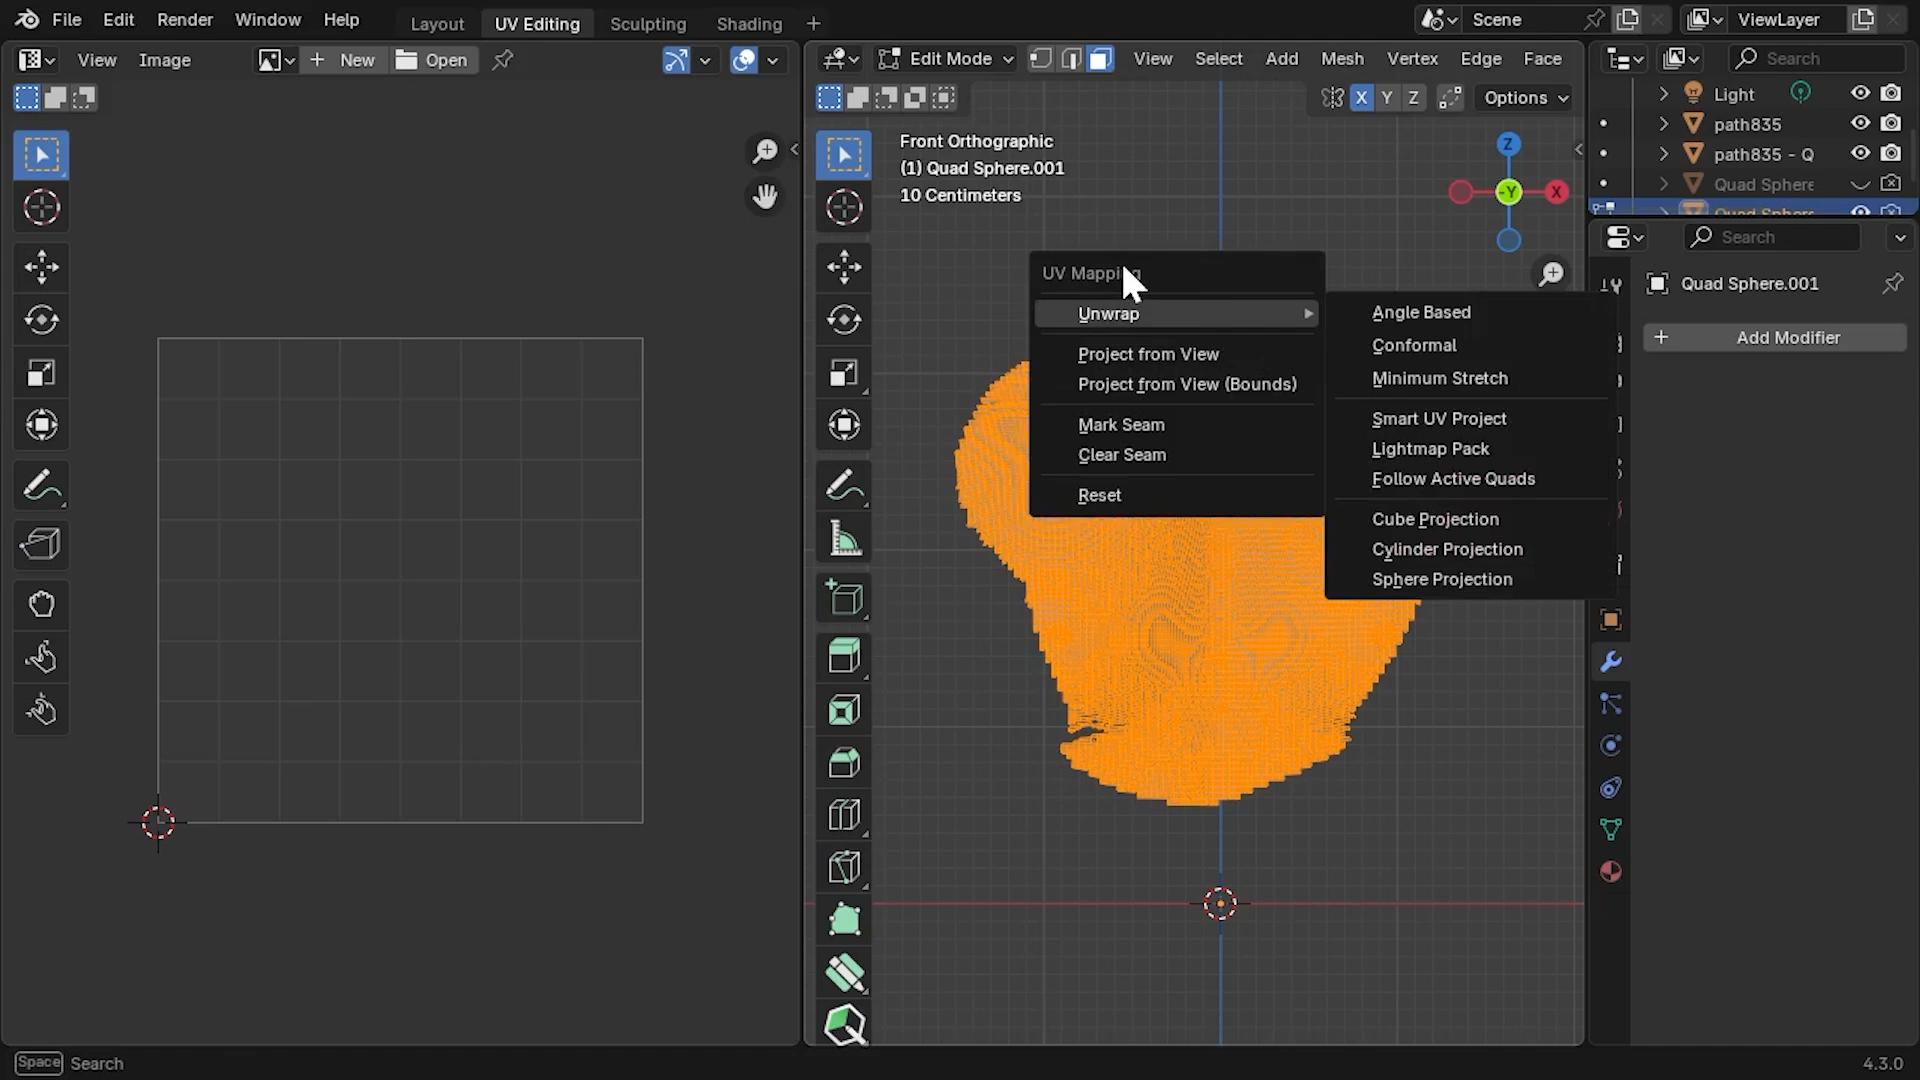 File Edit Render Window Help
Layout UV Editing Sculpting Shading
Scene
ViewLayer
View Image
New
Open
Edit Mode
View Select Add Mesh Vertex Edge Face
Search
X Y Z
Options
Front Orthographic
(1) Quad Sphere.001
10 Centimeters
Z
-Y
X
Light
path835
path835 - Q
Quad Sphere
Search
Quad Sphere.001
Add Modifier
UV Mapping
Unwrap
Project from View
Project from View (Bounds)
Mark Seam
Clear Seam
Reset
Angle Based
Conformal
Minimum Stretch
Smart UV Project
Lightmap Pack
Follow Active Quads
Cube Projection
Cylinder Projection
Sphere Projection
Space Search
4.3.0